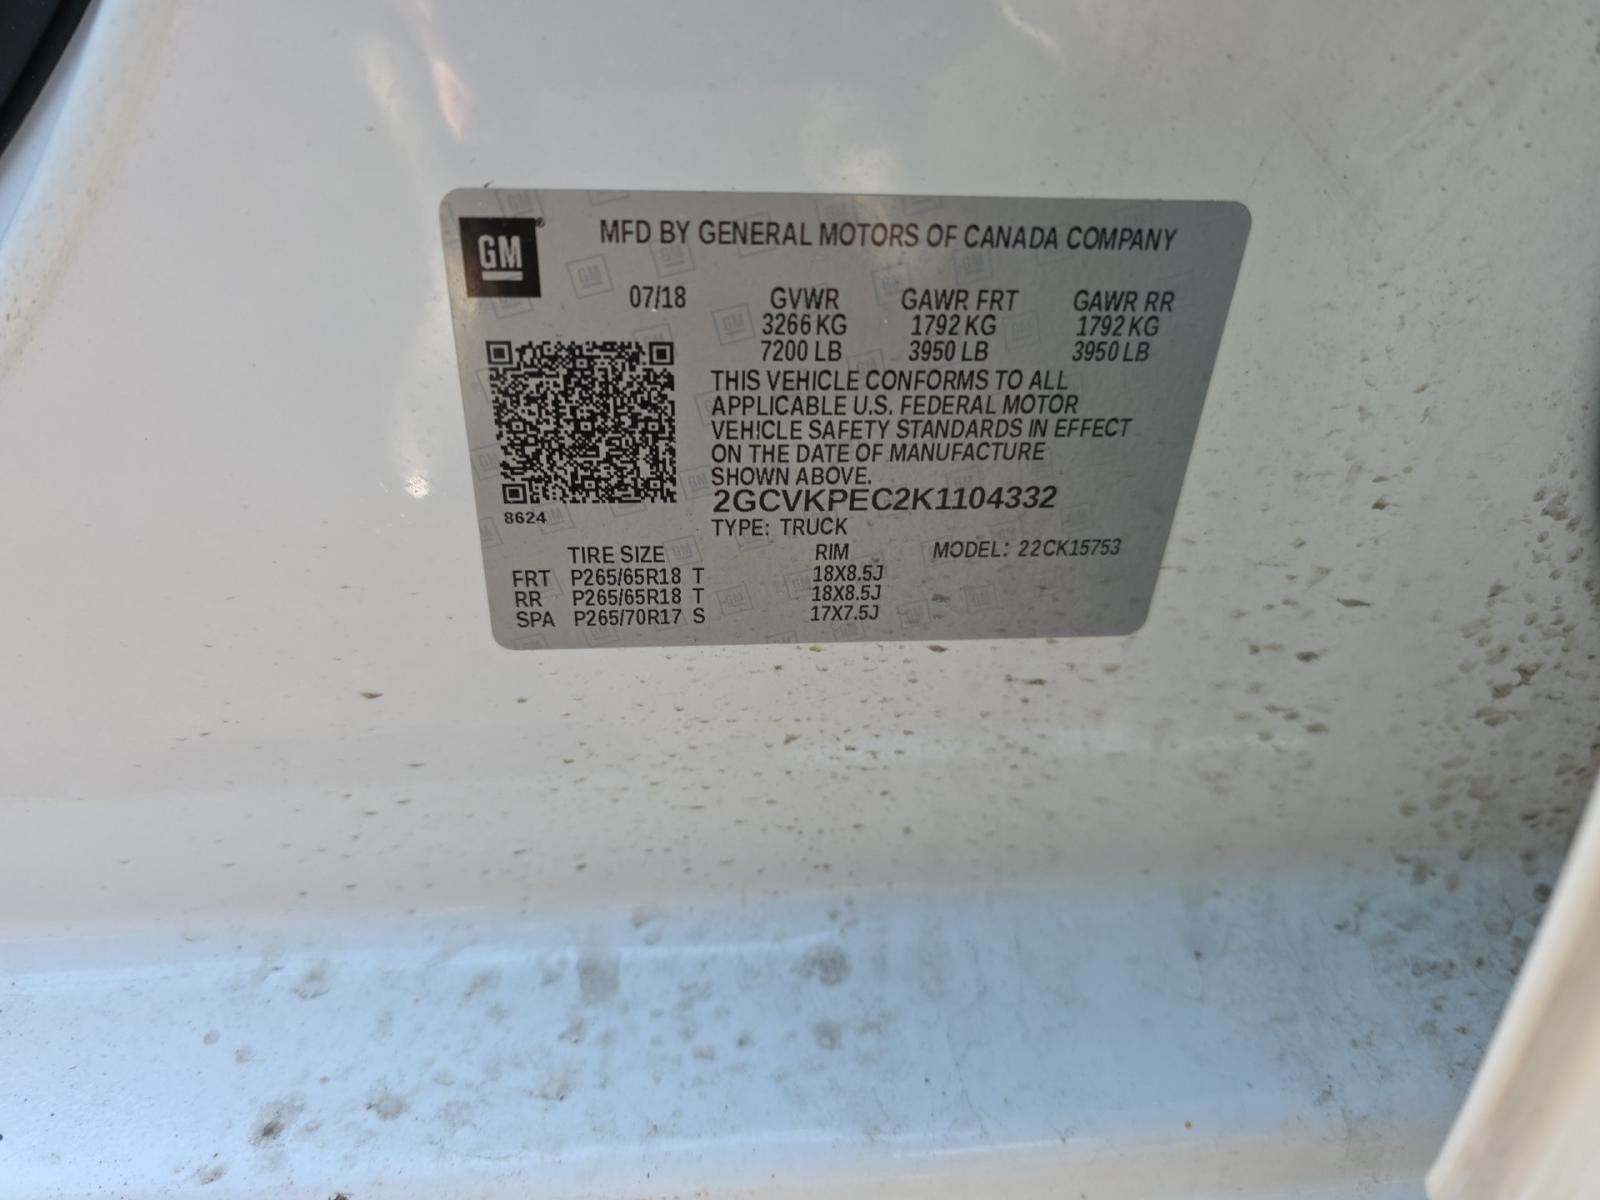 GM®
MFD BY GENERAL MOTORS OF CANADA COMPANY
07/18 GVWR GAWR FRT GAWR RR
3266 KG 1792 KG 1792 KG
7200 LB 3950 LB 3950 LB
THIS VEHICLE CONFORMS TO ALL
APPLICABLE U.S. FEDERAL MOTOR
VEHICLE SAFETY STANDARDS IN EFFECT
ON THE DATE OF MANUFACTURE
SHOWN ABOVE.
2GCVKPEC2K1104332
8624
TYPE: TRUCK
TIRE SIZE RIM MODEL: 22CK15753
FRT P265/65R18 T 18X8.5J
RR P265/65R18 T 18X8.5J
SPA P265/70R17 S 17X7.5J